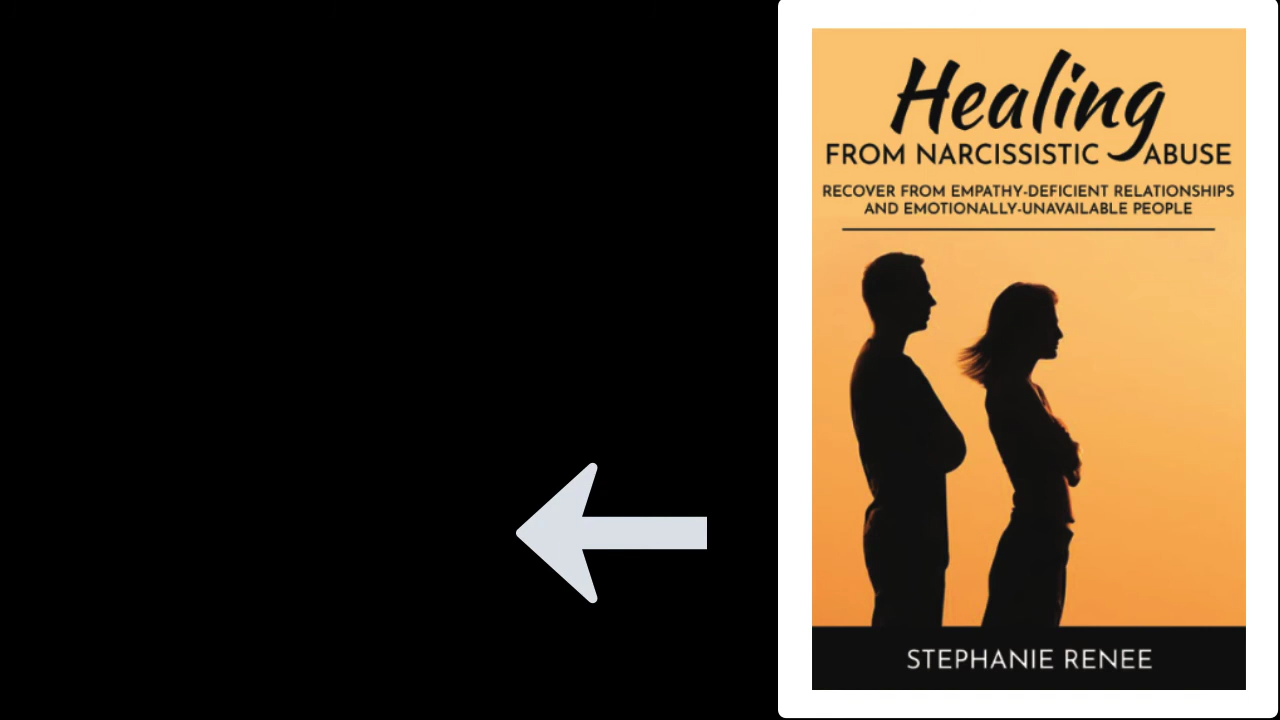 Healing
FROM NARCISSISTIC ABUSE
RECOVER FROM EMPATHY-DEFICIENT RELATIONSHIPS
AND EMOTIONALLY-UNAVAILABLE PEOPLE
STEPHANIE RENEE